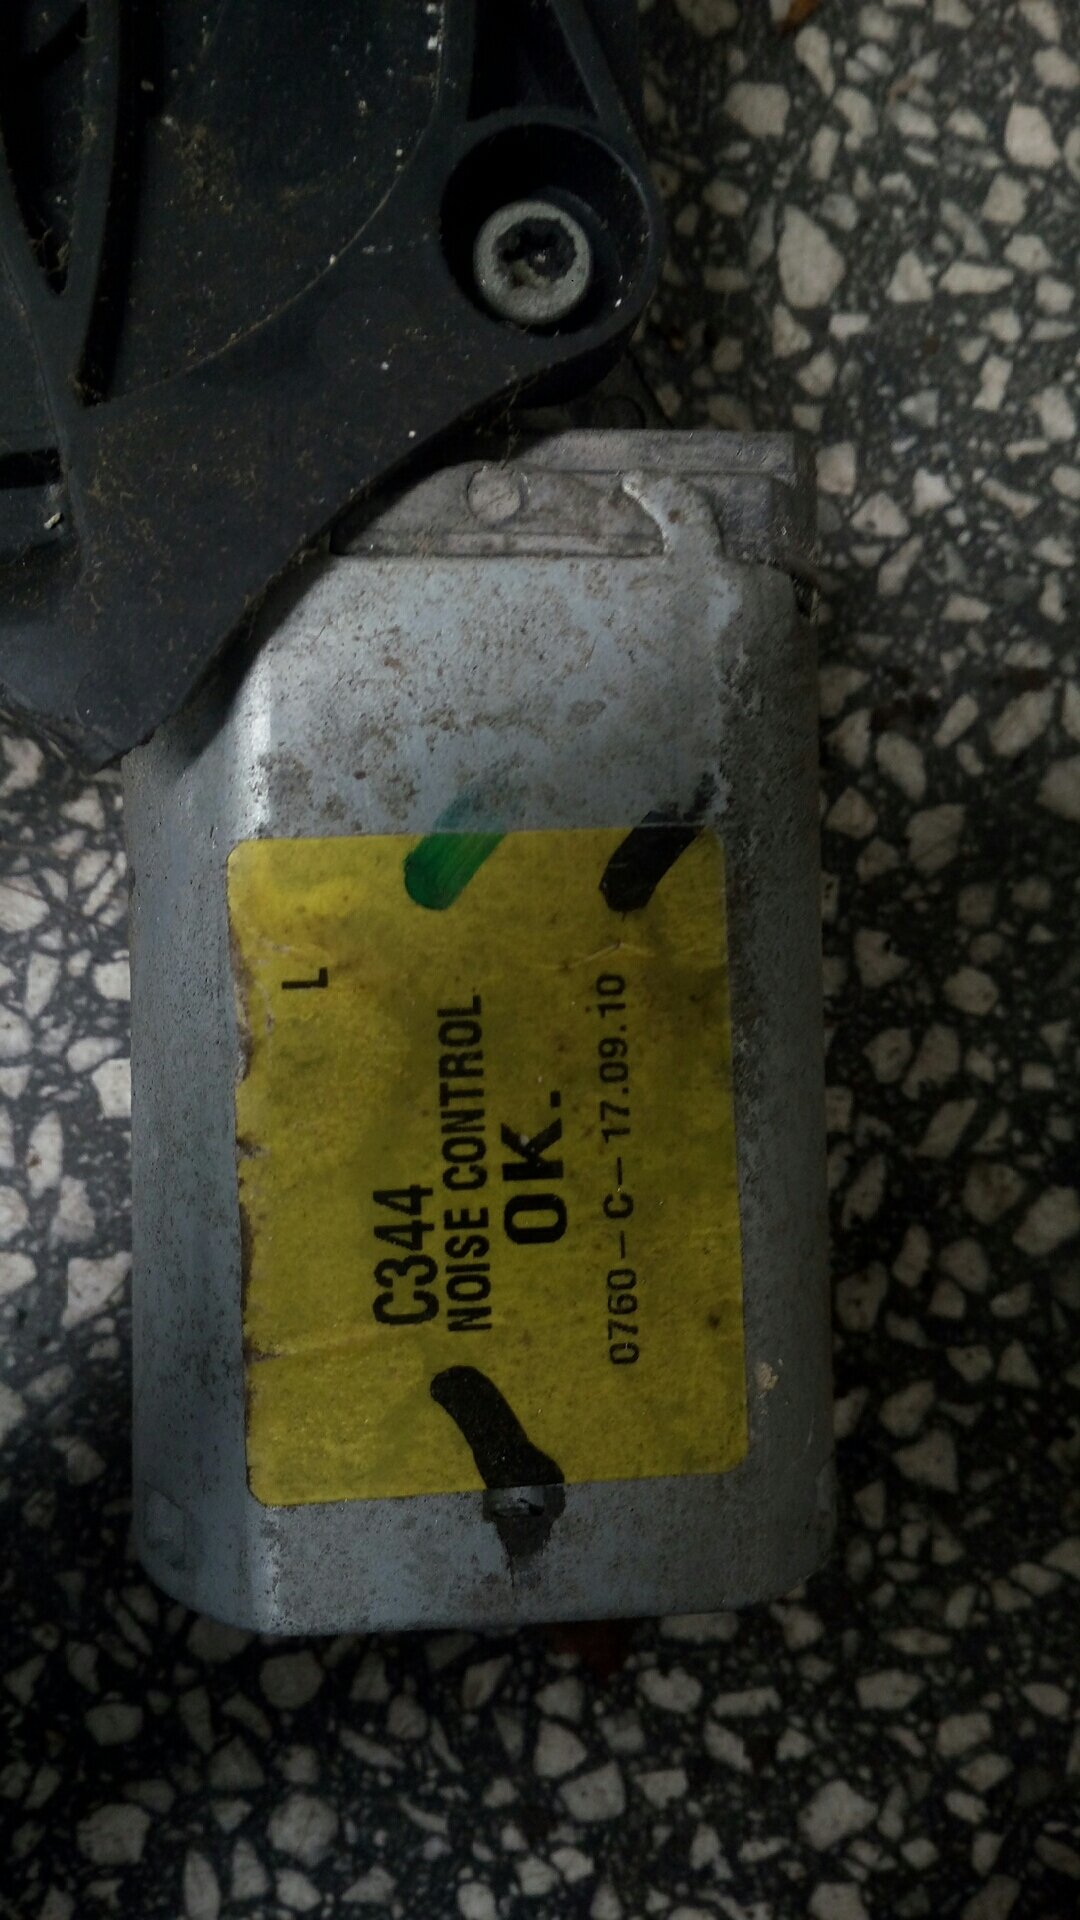 L
C344
NOISE CONTROL
OK.
0760-C-17.09.10